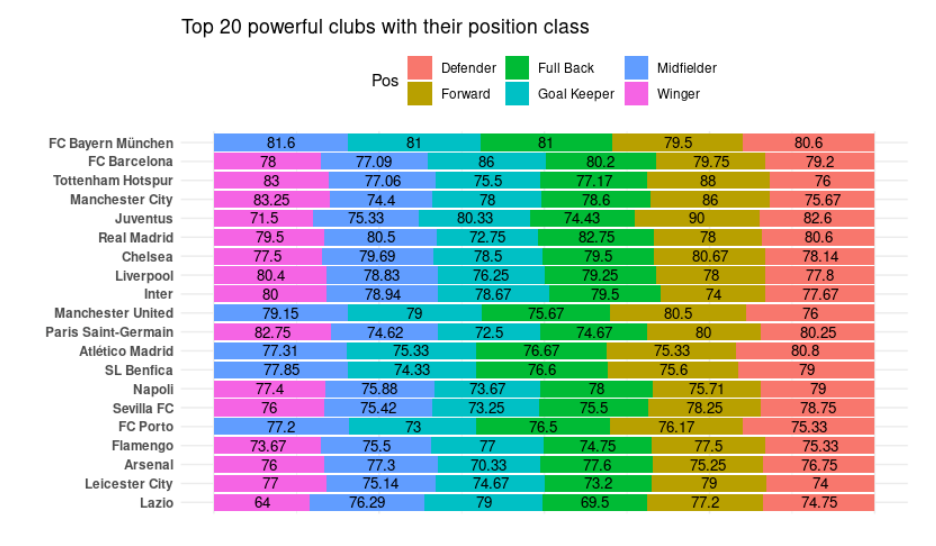 Top 20 powerful clubs with their position class
Pos Defender Full Back Midfielder
Forward Goal Keeper Winger
FC Bayern München 81.6 81 81 79.5 80.6
FC Barcelona 78 77.09 86 80.2 79.75 79.2
Tottenham Hotspur 83 77.06 75.5 77.17 88 76
Manchester City 83.25 74.4 78 78.6 86 75.67
Juventus 71.5 75.33 80.33 74.43 90 82.6
Real Madrid 79.5 80.5 72.75 82.75 78 80.6
Chelsea 77.5 79.69 78.5 79.5 80.67 78.14
Liverpool 80.4 78.83 76.25 79.25 78 77.8
Inter 80 78.94 78.67 79.5 74 77.67
Manchester United 79.15 79 75.67 80.5 76
Paris Saint-Germain 82.75 74.62 72.5 74.67 80 80.25
Atlético Madrid 77.31 75.33 76.67 75.33 80.8
SL Benfica 77.85 74.33 76.6 75.6 79
Napoli 77.4 75.88 73.67 78 75.71 79
Sevilla FC 76 75.42 73.25 75.5 78.25 78.75
FC Porto 77.2 73 76.5 76.17 75.33
Flamengo 73.67 75.5 77 74.75 77.5 75.33
Arsenal 76 77.3 70.33 77.6 75.25 76.75
Leicester City 77 75.14 74.67 73.2 79 74
Lazio 64 76.29 79 69.5 77.2 74.75